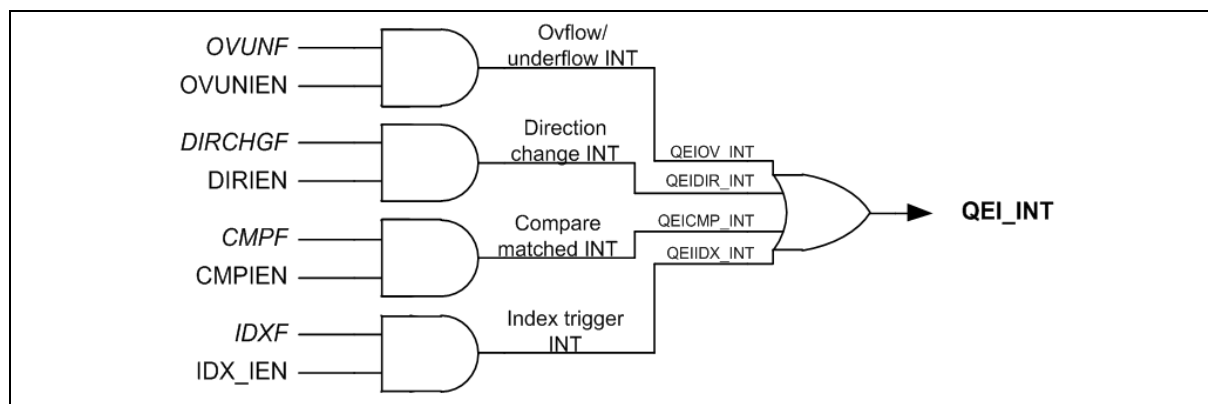 OVUNF
OVUNIEN
Ovflow/
underflow INT
DIRCHGF
DIRIEN
Direction
change INT
CMPF
CMPIEN
Compare
matched INT
IDXF
IDX_IEN
Index trigger
INT
QEIOV_INT
QEIDIR_INT
QEICMP_INT
QEIIDX_INT
QEI_INT